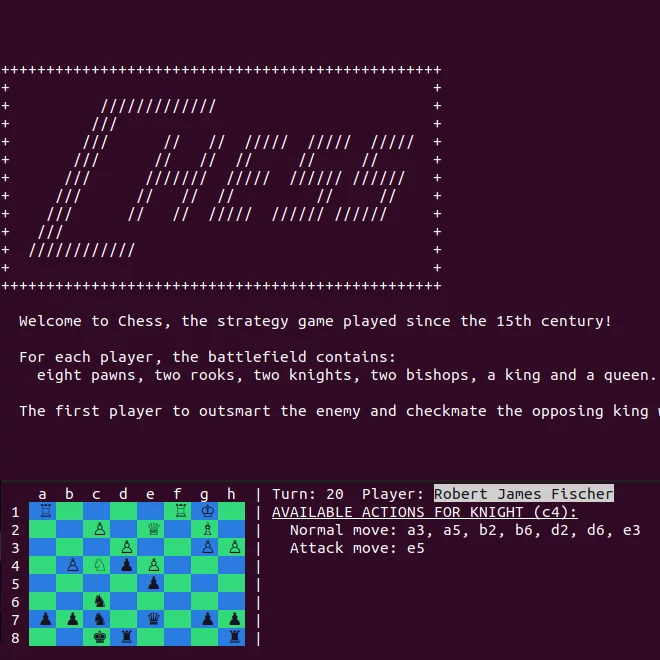 Chess
Welcome to Chess, the strategy game played since the 15th century!
For each player, the battlefield contains:
eight pawns, two rooks, two knights, two bishops, a king and a queen.
The first player to outsmart the enemy and checkmate the opposing king
a b c d e f g h | Turn: 20 Player: Robert James Fischer
1 | AVAILABLE ACTIONS FOR KNIGHT (c4):
2 | Normal move: a3, a5, b2, b6, d2, d6, e3
3 | Attack move: e5
4 |
5 |
6 |
7 |
8 |